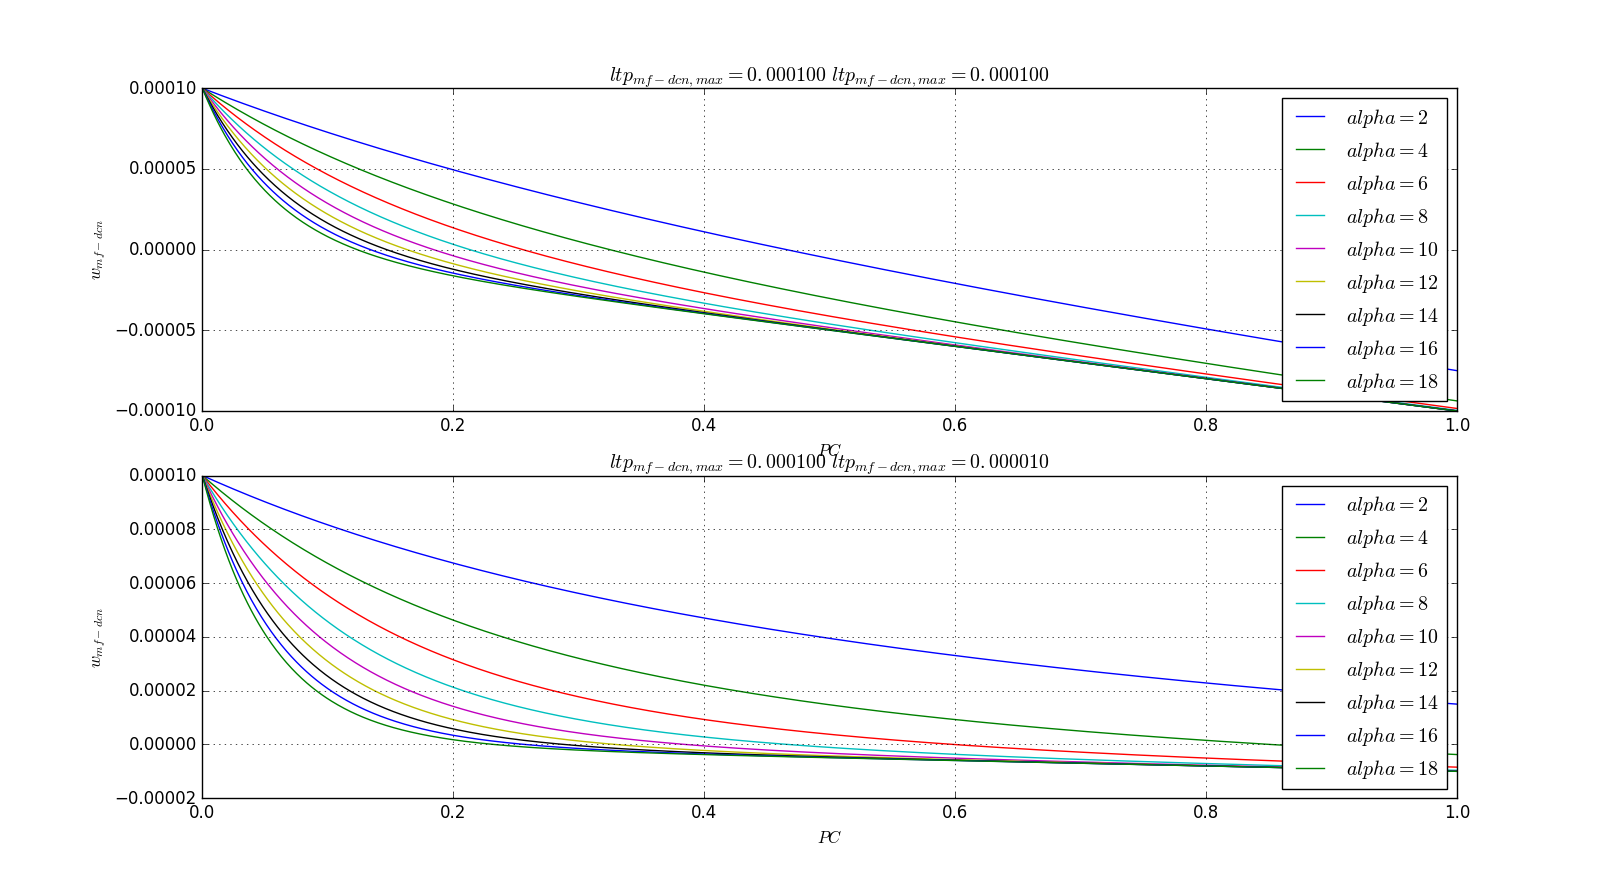 ltp_{mf-dcn,max} = 0.000100 ltp_{mf-dcn,max} = 0.000100
0.00010
0.00005
0.00000
−0.00005
−0.00010
w_{mf-dcn}
alpha = 2
alpha = 4
alpha = 6
alpha = 8
alpha = 10
alpha = 12
alpha = 14
alpha = 16
alpha = 18
0.0 0.2 0.4 0.6 0.8 1.0
PC
ltp_{mf-dcn,max} = 0.000100 ltp_{mf-dcn,max} = 0.000010
0.00010
0.00008
0.00006
0.00004
0.00002
0.00000
−0.00002
w_{mf-dcn}
alpha = 2
alpha = 4
alpha = 6
alpha = 8
alpha = 10
alpha = 12
alpha = 14
alpha = 16
alpha = 18
0.0 0.2 0.4 0.6 0.8 1.0
PC